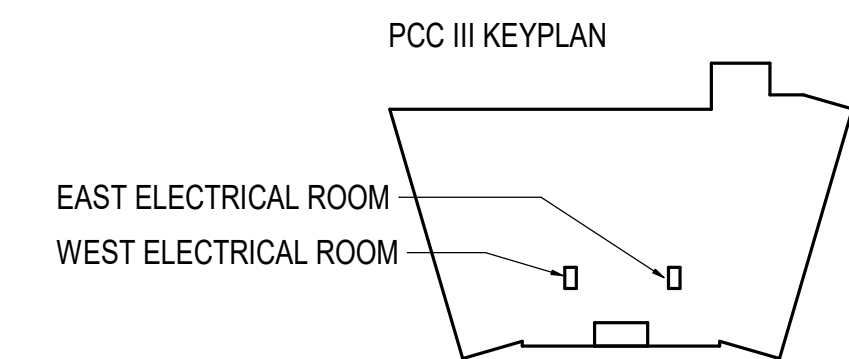 PCC III KEYPLAN
EAST ELECTRICAL ROOM
WEST ELECTRICAL ROOM